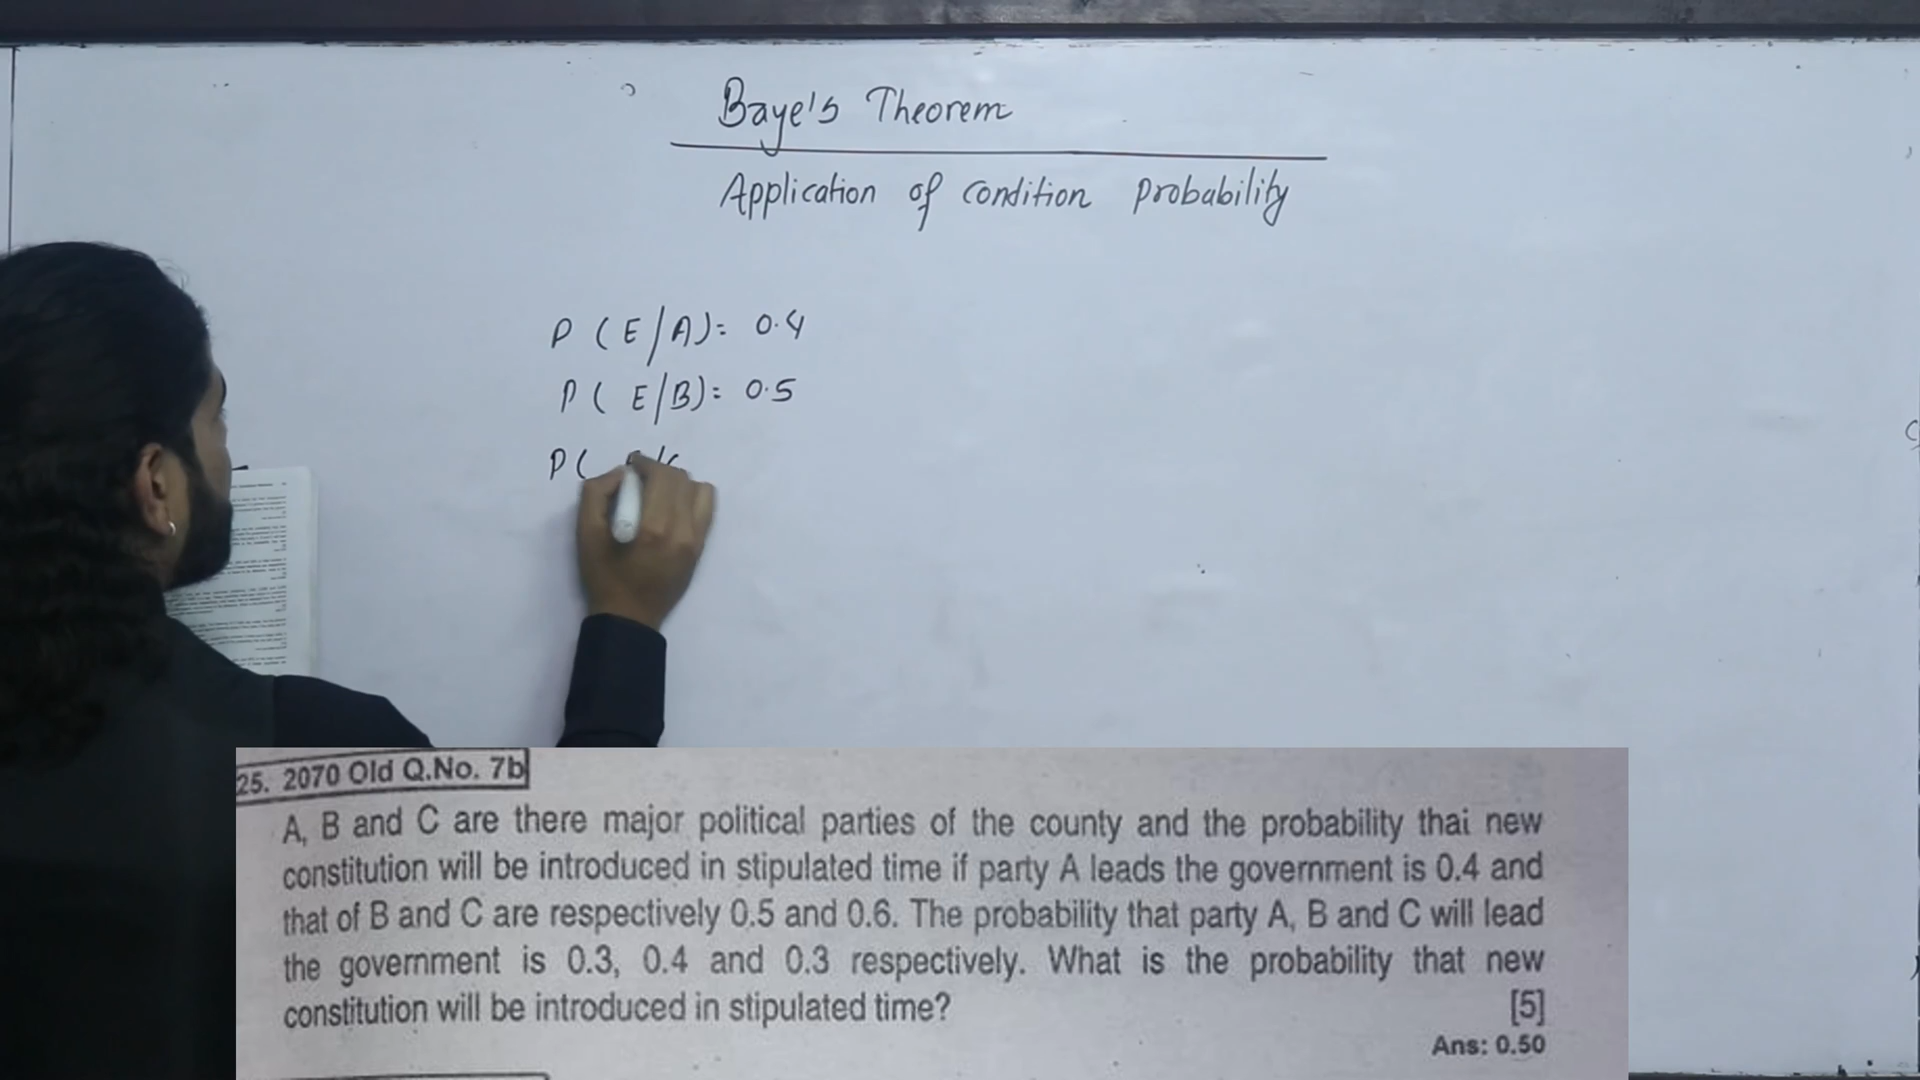 Baye's Theorem
Application of condition probability
P ( E / A ) = 0.4
P ( E / B ) = 0.5
P (
25. 2070 Old Q.No. 7b
A, B and C are there major political parties of the county and the probability thai new
constitution will be introduced in stipulated time if party A leads the government is 0.4 and
that of B and C are respectively 0.5 and 0.6. The probability that party A, B and C will lead
the government is 0.3, 0.4 and 0.3 respectively. What is the probability that new
constitution will be introduced in stipulated time? [5]
Ans: 0.50